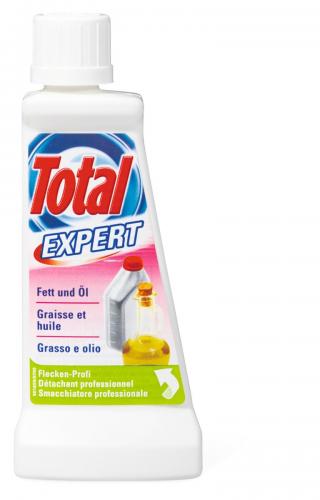 Total
EXPERT
Fett und Öl
Graisse et
huile
Grasso e olio
Flecken-Profi
Détachant professionnel
Smacchiatore professionale